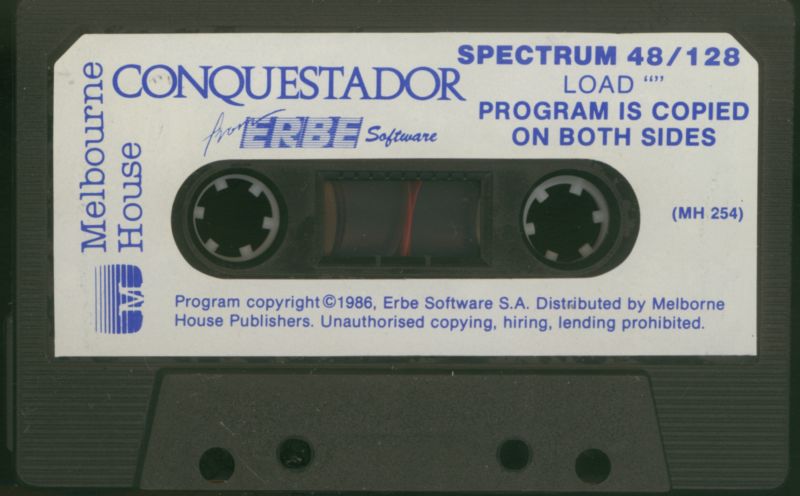 Melbourne
House
M
CONQUESTADOR
from ERBE Software
SPECTRUM 48/128
LOAD “”
PROGRAM IS COPIED
ON BOTH SIDES
(MH 254)
Program copyright ©1986, Erbe Software S.A. Distributed by Melborne
House Publishers. Unauthorised copying, hiring, lending prohibited.